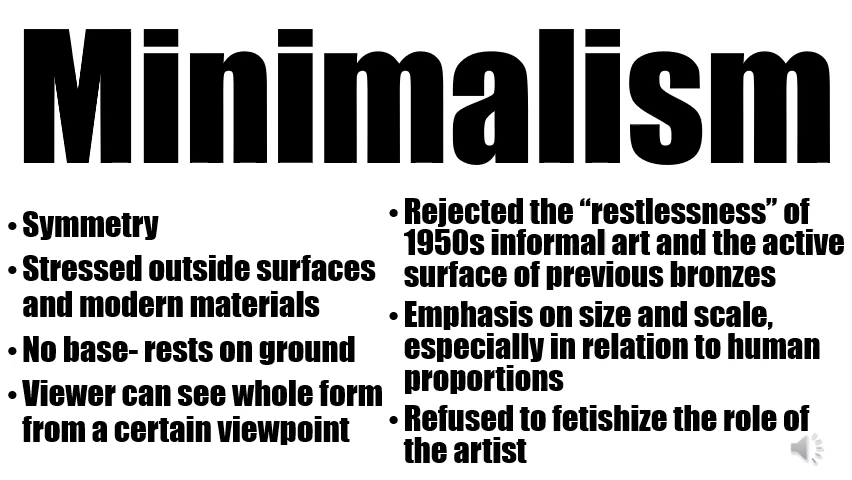 Minimalism
• Symmetry
• Stressed outside surfaces
and modern materials
• No base- rests on ground
• Viewer can see whole form
from a certain viewpoint
• Rejected the “restlessness” of
1950s informal art and the active
surface of previous bronzes
• Emphasis on size and scale,
especially in relation to human
proportions
• Refused to fetishize the role of
the artist